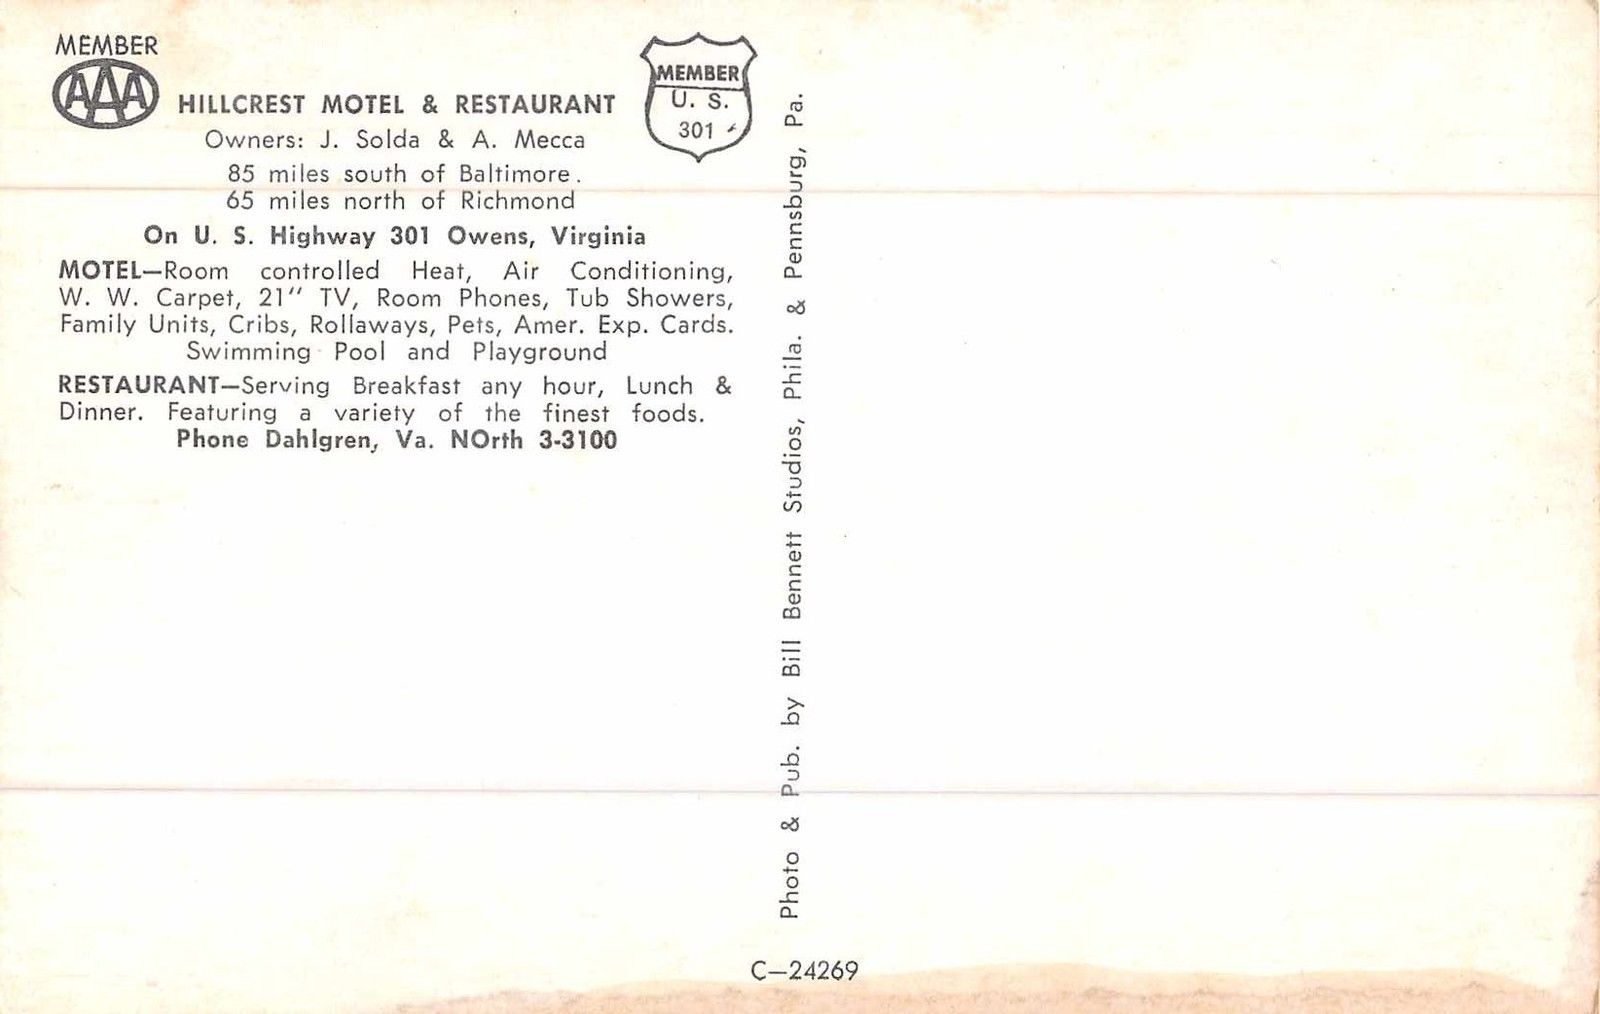 MEMBER
AAA
HILLCREST MOTEL & RESTAURANT
Owners: J. Solda & A. Mecca
85 miles south of Baltimore.
65 miles north of Richmond
On U. S. Highway 301 Owens, Virginia
MOTEL—Room controlled Heat, Air Conditioning,
W. W. Carpet, 21″ TV, Room Phones, Tub Showers,
Family Units, Cribs, Rollaways, Pets, Amer. Exp. Cards.
Swimming Pool and Playground
RESTAURANT—Serving Breakfast any hour, Lunch &
Dinner. Featuring a variety of the finest foods.
Phone Dahlgren, Va. NOrth 3-3100
MEMBER
U. S.
301
Photo & Pub. by Bill Bennett Studios, Phila. & Pennsburg, Pa.
C—24269